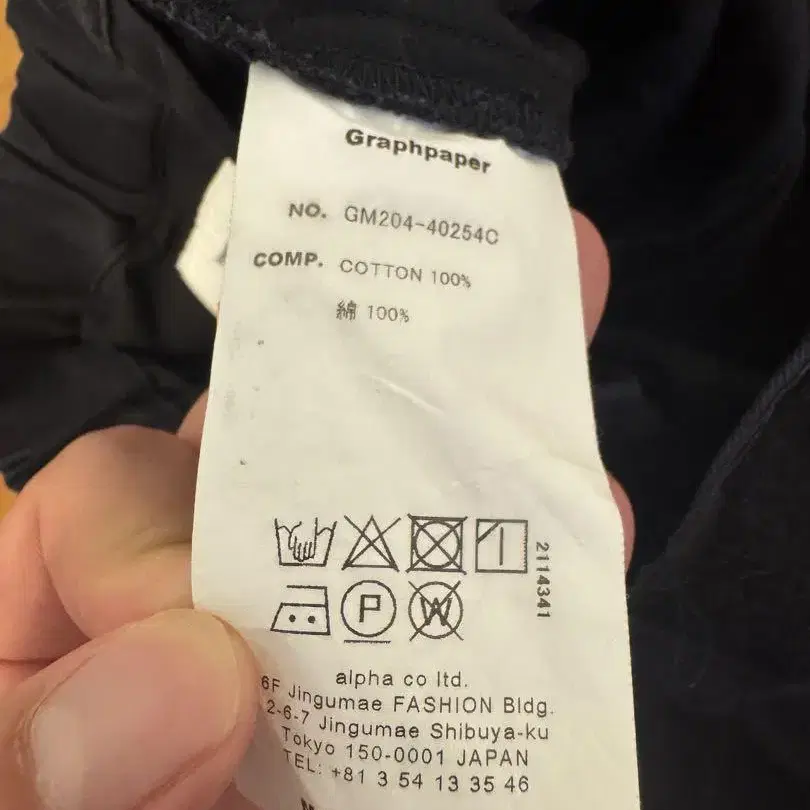 Graphpaper
NO. GM204-40254C
COMP. COTTON 100%
綿 100%
2114341
P
W
alpha co ltd.
6F Jingumae FASHION Bldg.
2-6-7 Jingumae Shibuya-ku
Tokyo 150-0001 JAPAN
TEL: +81 3 54 13 35 46